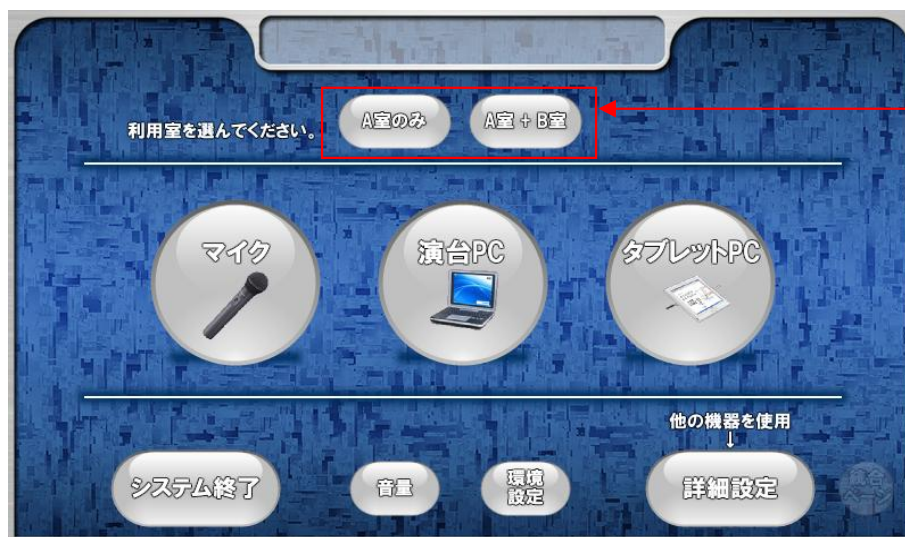 利用室を選んでください。
A室のみ
A室 + B室
マイク
演台PC
タブレットPC
他の機器を使用
↓
システム終了
音量
環境
設定
詳細設定